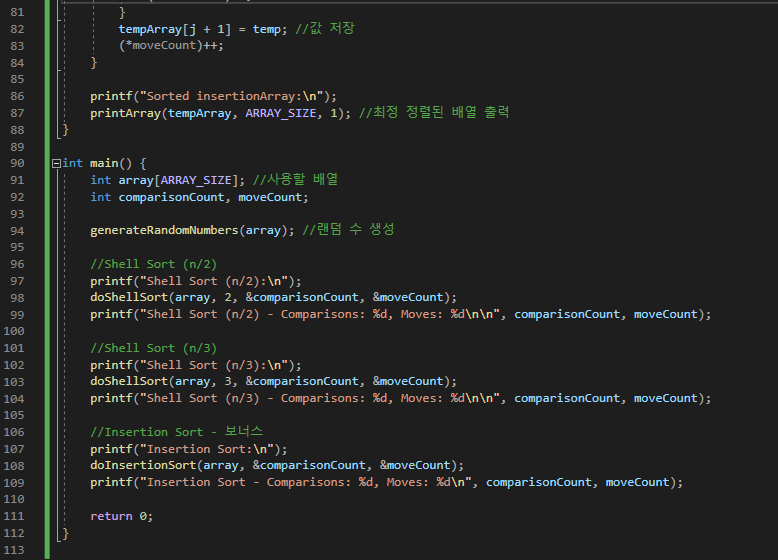 81 }
82 tempArray[j + 1] = temp; //값 저장
83 (*moveCount)++;
84 }
85
86 printf("Sorted insertionArray:\n");
87 printArray(tempArray, ARRAY_SIZE, 1); //최정 정렬된 배열 출력
88 }
89
90 int main() {
91 int array[ARRAY_SIZE]; //사용할 배열
92 int comparisonCount, moveCount;
93
94 generateRandomNumbers(array); //랜덤 수 생성
95
96 //Shell Sort (n/2)
97 printf("Shell Sort (n/2):\n");
98 doShellSort(array, 2, &comparisonCount, &moveCount);
99 printf("Shell Sort (n/2) - Comparisons: %d, Moves: %d\n\n", comparisonCount, moveCount);
100
101 //Shell Sort (n/3)
102 printf("Shell Sort (n/3):\n");
103 doShellSort(array, 3, &comparisonCount, &moveCount);
104 printf("Shell Sort (n/3) - Comparisons: %d, Moves: %d\n\n", comparisonCount, moveCount);
105
106 //Insertion Sort - 보너스
107 printf("Insertion Sort:\n");
108 doInsertionSort(array, &comparisonCount, &moveCount);
109 printf("Insertion Sort - Comparisons: %d, Moves: %d\n", comparisonCount, moveCount);
110
111 return 0;
112 }
113